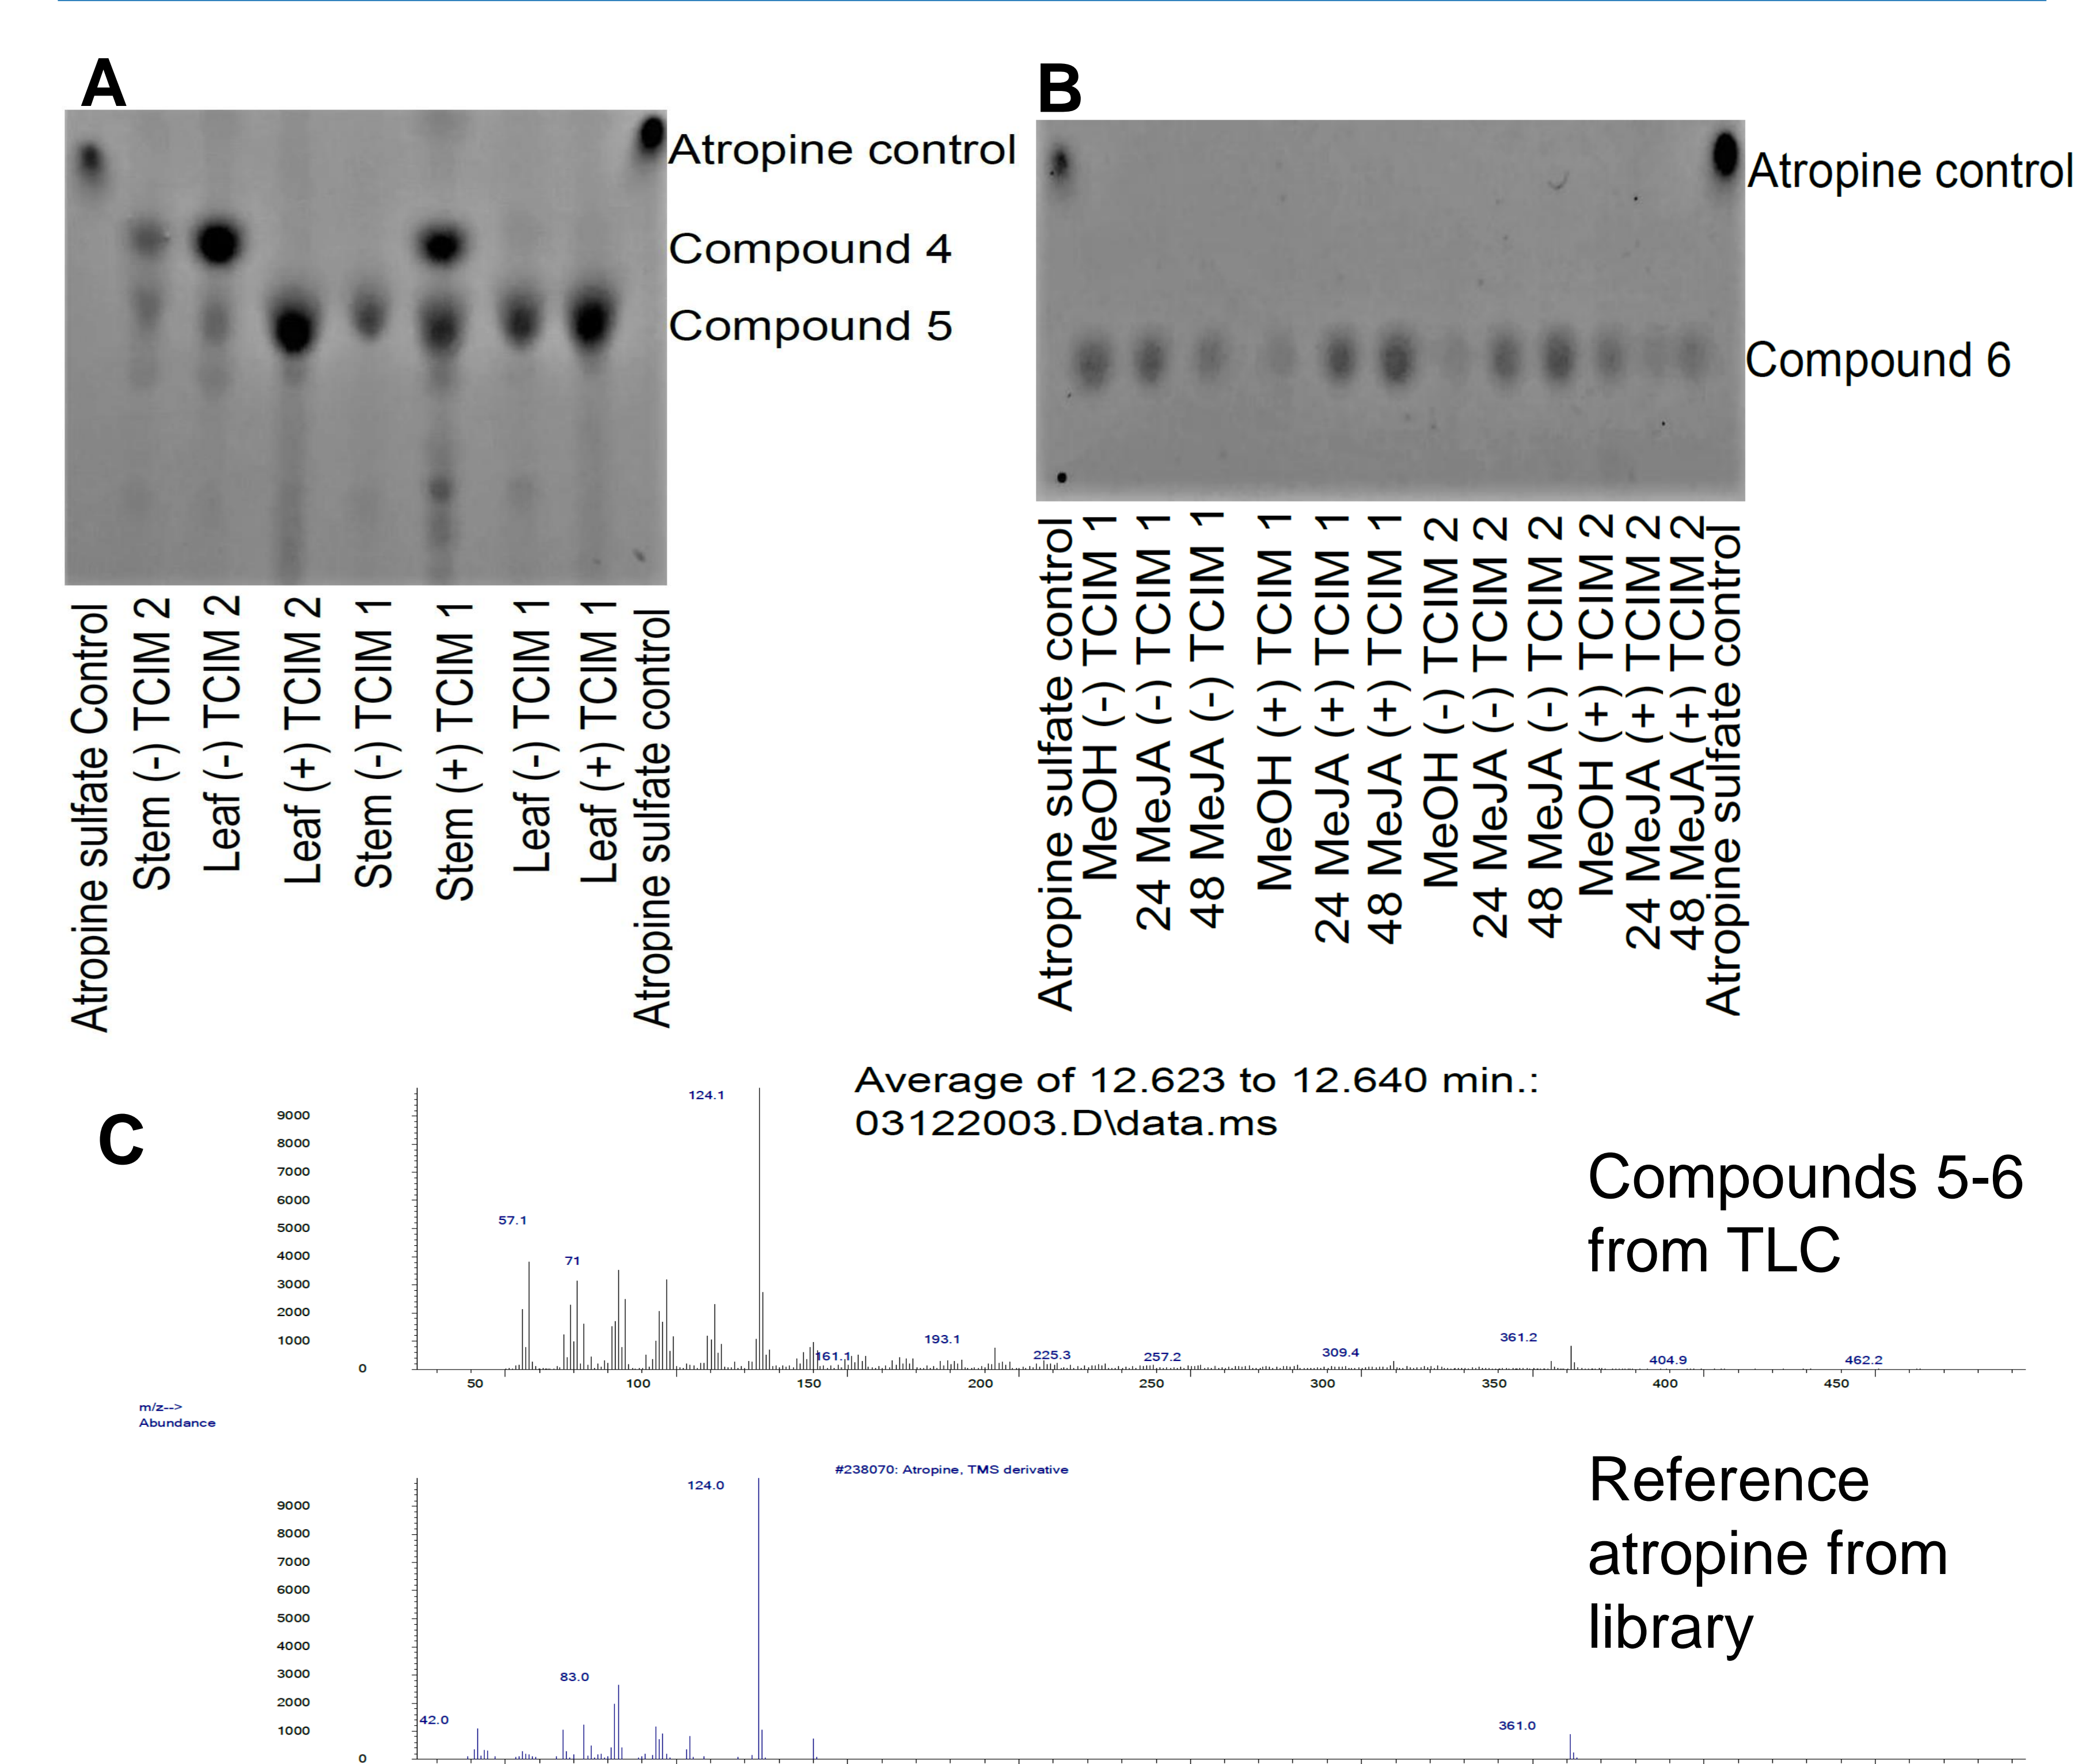 A
Atropine control
Compound 4
Compound 5
Atropine sulfate Control
Stem (-) TCIM 2
Leaf (-) TCIM 2
Leaf (+) TCIM 2
Stem (-) TCIM 1
Stem (+) TCIM 1
Leaf (-) TCIM 1
Leaf (+) TCIM 1
Atropine sulfate control
B
Atropine control
Compound 6
Atropine sulfate control
MeOH (-) TCIM 1
24 MeJA (-) TCIM 1
48 MeJA (-) TCIM 1
MeOH (+) TCIM 1
24 MeJA (+) TCIM 1
48 MeJA (+) TCIM 1
MeOH (-) TCIM 2
24 MeJA (-) TCIM 2
48 MeJA (-) TCIM 2
MeOH (+) TCIM 2
24 MeJA (+) TCIM 2
48 MeJA (+) TCIM 2
Atropine sulfate control
C
Average of 12.623 to 12.640 min.:
03122003.D\data.ms
Compounds 5-6
from TLC
124.1
9000
8000
7000
6000
57.1
5000
4000
71
3000
2000
1000
161.1
193.1
225.3
257.2
309.4
361.2
404.9
462.2
0
50 100 150 200 250 300 350 400 450
m/z-->
Abundance
#238070: Atropine, TMS derivative
Reference
atropine from
library
124.0
9000
8000
7000
6000
5000
4000
3000
83.0
2000
42.0
1000
361.0
0